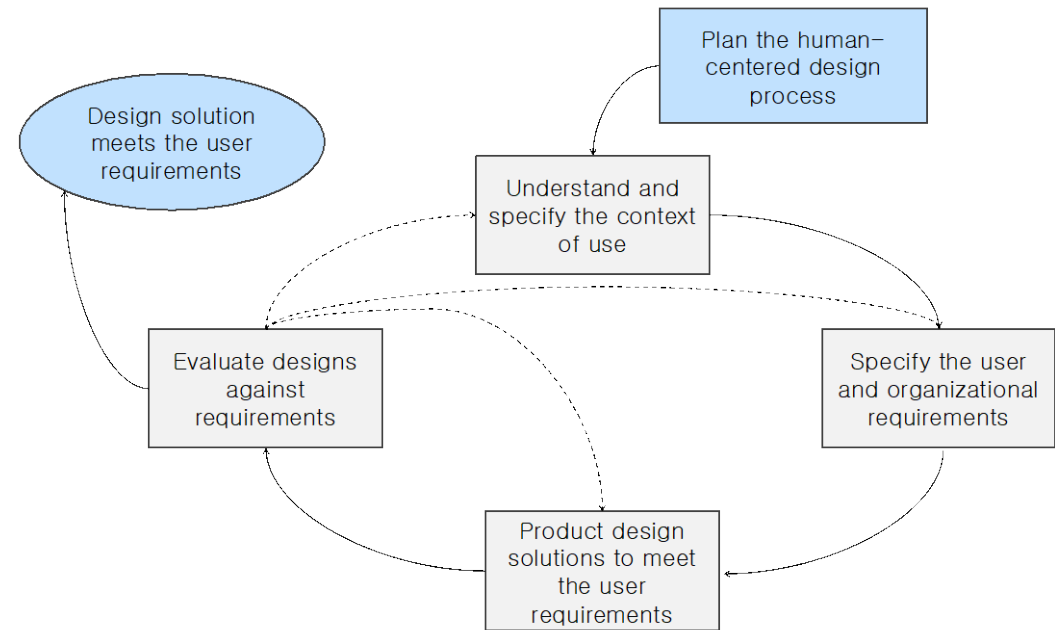 Plan the human-
centered design
process
Design solution
meets the user
requirements
Understand and
specify the context
of use
Evaluate designs
against
requirements
Specify the user
and organizational
requirements
Product design
solutions to meet
the user
requirements